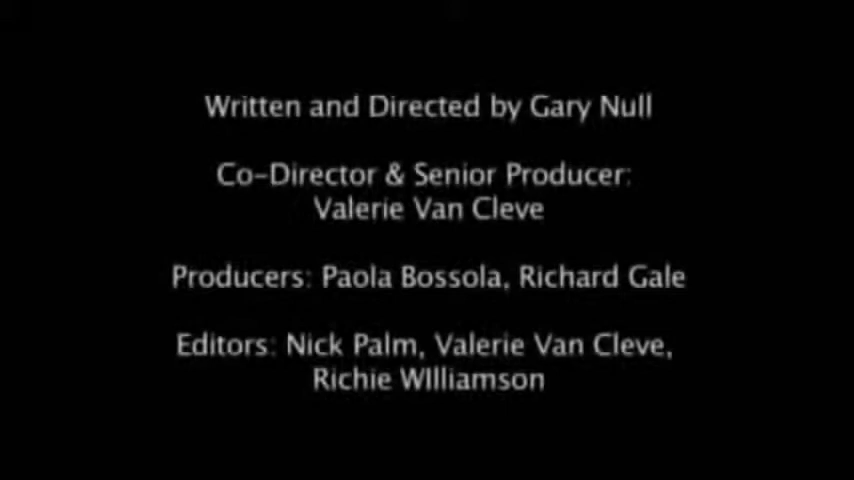 Written and Directed by Gary Null
Co-Director & Senior Producer:
Valerie Van Cleve
Producers: Paola Bossola, Richard Gale
Editors: Nick Palm, Valerie Van Cleve,
Richie WIlliamson